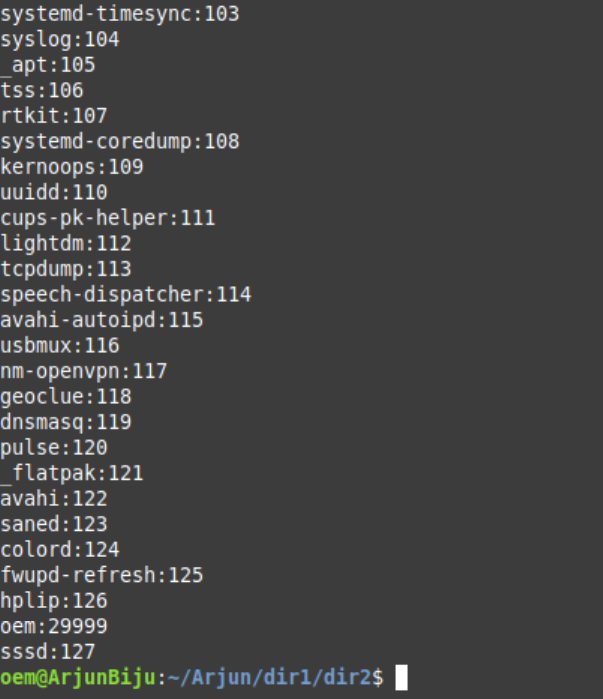 systemd-timesync:103
syslog:104
_apt:105
tss:106
rtkit:107
systemd-coredump:108
kernoops:109
uuidd:110
cups-pk-helper:111
lightdm:112
tcpdump:113
speech-dispatcher:114
avahi-autoipd:115
usbmux:116
nm-openvpn:117
geoclue:118
dnsmasq:119
pulse:120
_flatpak:121
avahi:122
saned:123
colord:124
fwupd-refresh:125
hplip:126
oem:29999
sssd:127
oem@ArjunBiju:~/Arjun/dir1/dir2$